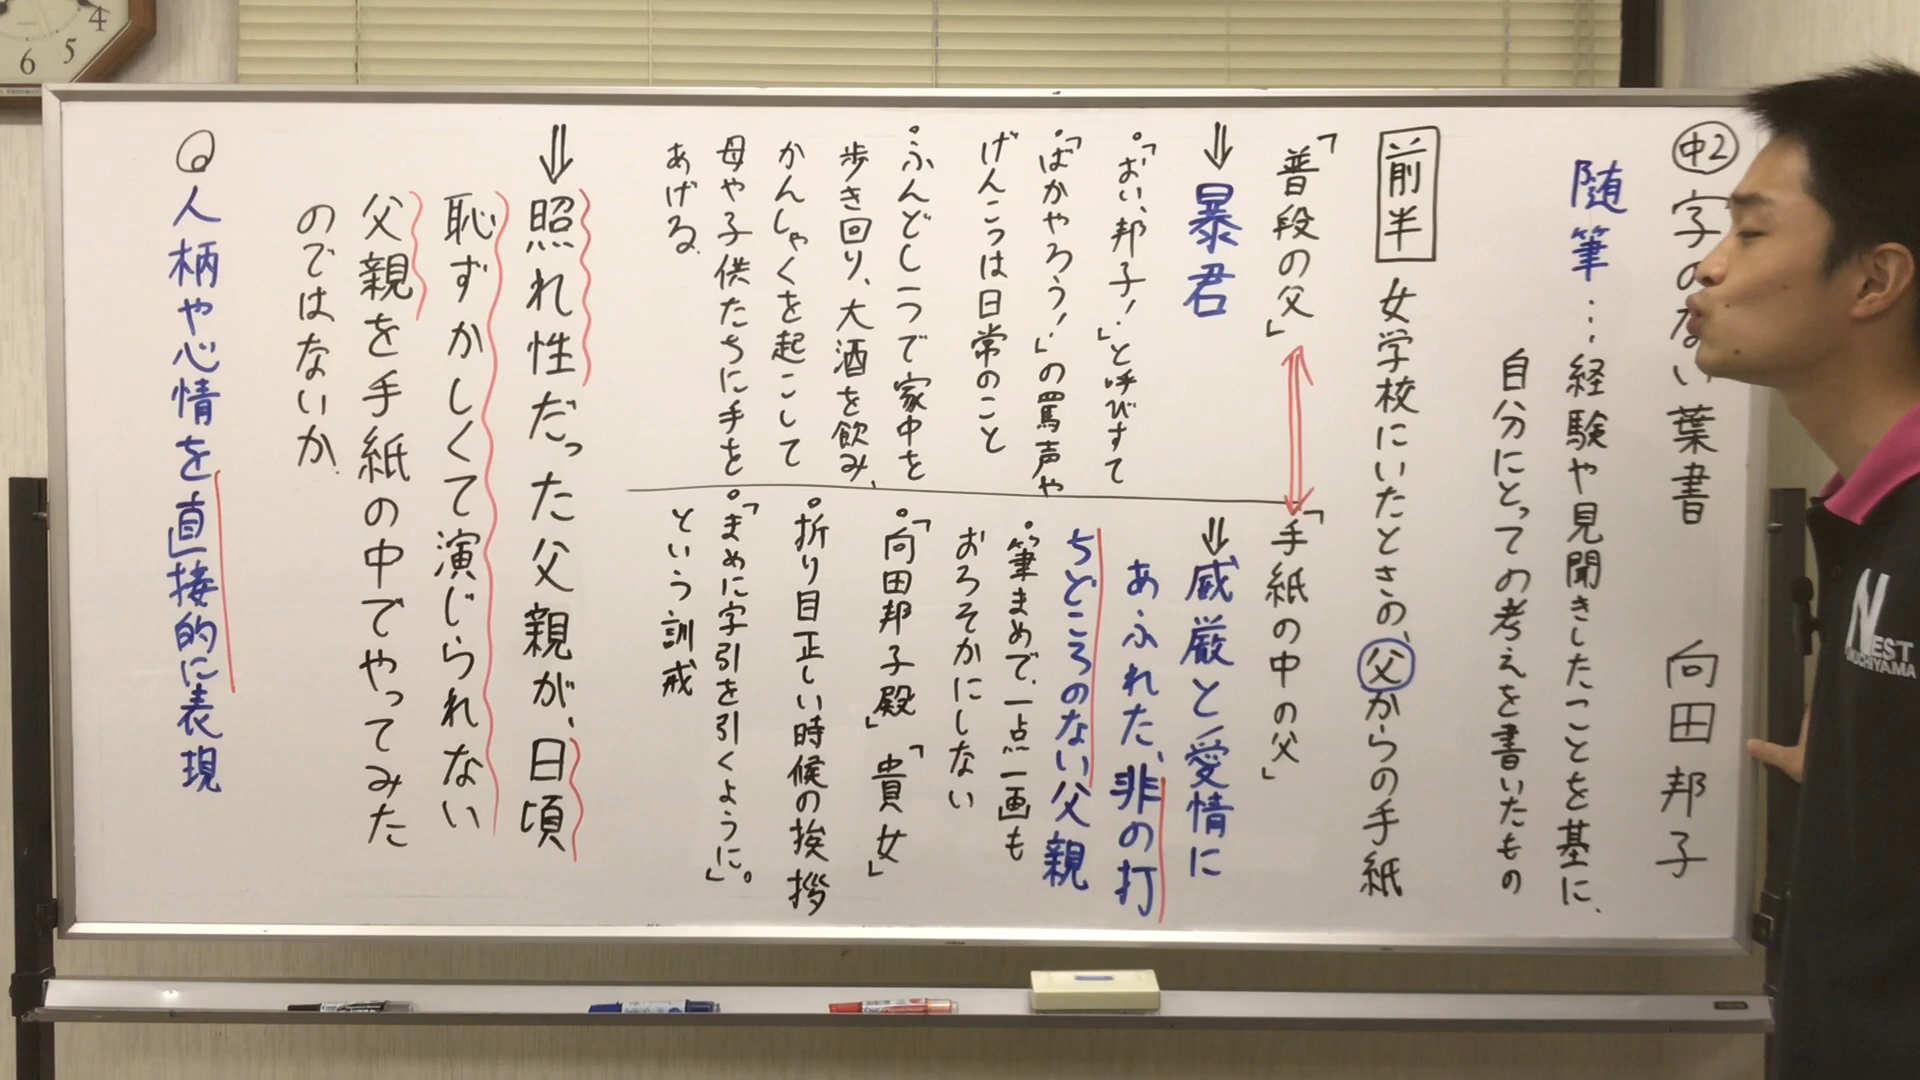 中2 字のない葉書 向田邦子
随筆…経験や見聞きしたことを基に、
自分にとっての考えを書いたもの
前半 女学校にいたときの、父からの手紙
「普段の父」
⇓暴君
・「おい、邦子!」と呼びすて
・「ばかやろう!」の罵声や
げんこつは日常のこと
・ふんどし一つで家中を
歩き回り、大酒を飲み、
かんしゃくを起こして
母や子供たちに手を
あげる。
「手紙の中の父」
⇓威厳と愛情に
あふれた、非の打
ちどころのない父親
・筆まめで、一点一画も
おろそかにしない
・「向田邦子殿」「貴女」
・折り目正しい時候の挨拶
・「まめに字引を引くように。」
という訓戒
⇓照れ性だった父親が、日頃
恥ずかしくて演じられない
父親を手紙の中でやってみた
のではないか。
Q 人柄や心情を直接的に表現
4
5
6
NEST